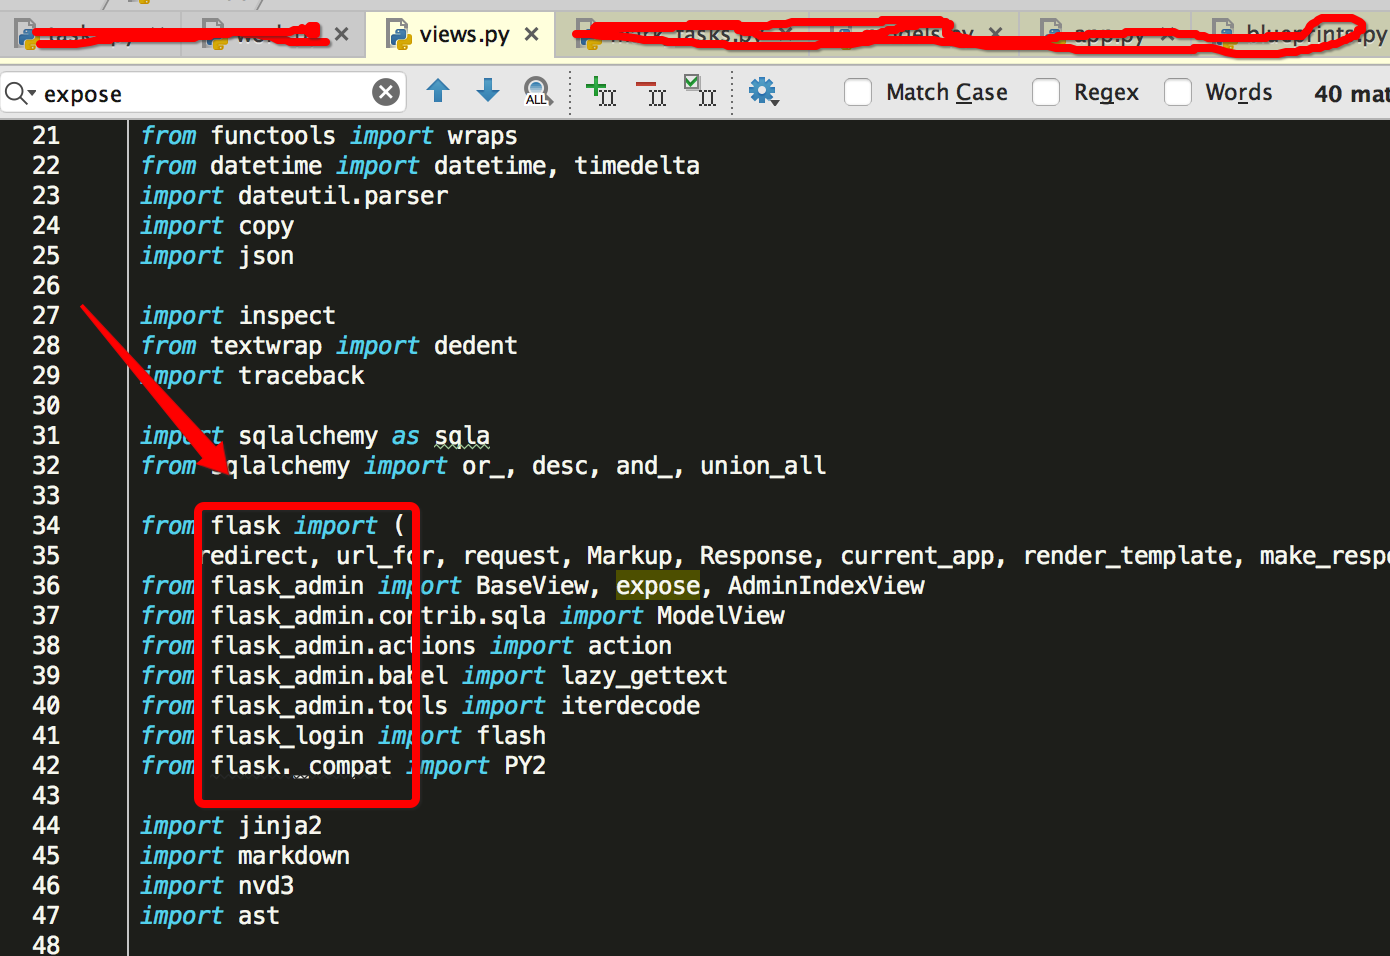 views.py
expose
ALL
Match Case
Regex
Words
40 mat
21 from functools import wraps
22 from datetime import datetime, timedelta
23 import dateutil.parser
24 import copy
25 import json
26
27 import inspect
28 from textwrap import dedent
29 import traceback
30
31 import sqlalchemy as sqla
32 from sqlalchemy import or_, desc, and_, union_all
33
34 from flask import (
35 redirect, url_for, request, Markup, Response, current_app, render_template, make_respo
36 from flask_admin import BaseView, expose, AdminIndexView
37 from flask_admin.contrib.sqla import ModelView
38 from flask_admin.actions import action
39 from flask_admin.babel import lazy_gettext
40 from flask_admin.tools import iterdecode
41 from flask_login import flash
42 from flask._compat import PY2
43
44 import jinja2
45 import markdown
46 import nvd3
47 import ast
48